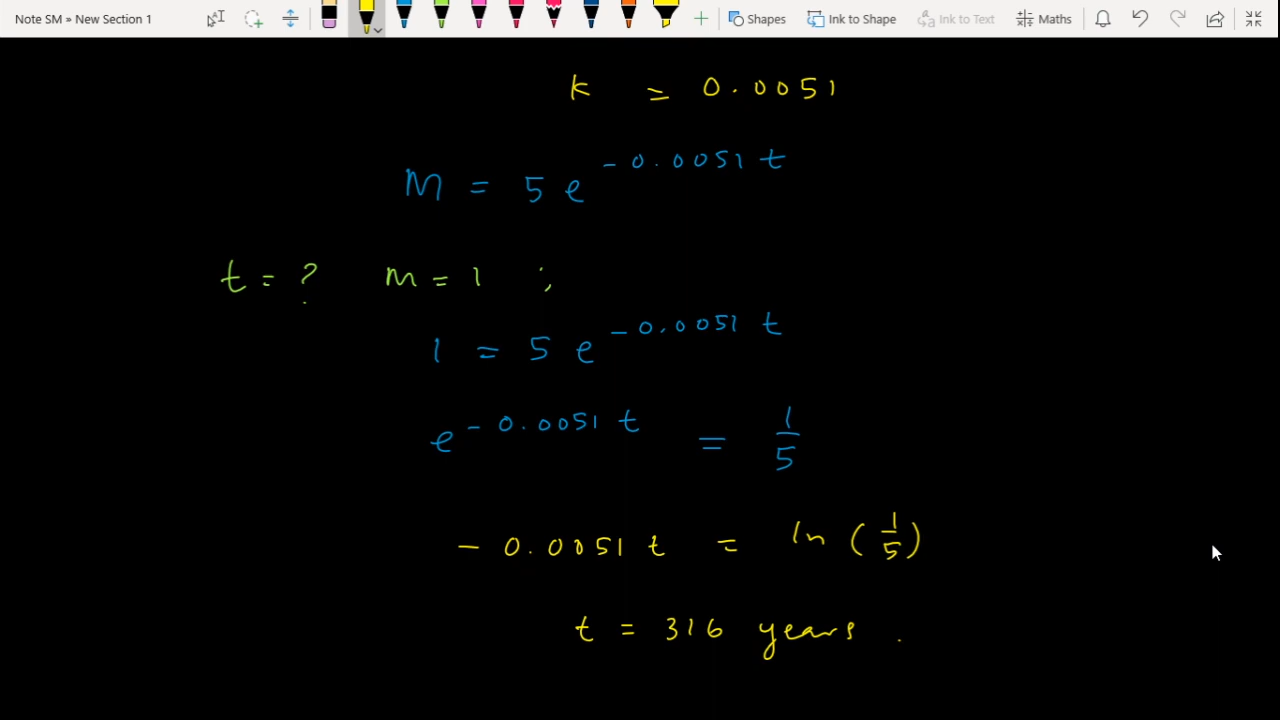 Note SM » New Section 1 Shapes Ink to Shape Ink to Text Maths
k = 0.0051
M = 5 e^{-0.0051 t}
t = ? m = 1 ;
1 = 5 e^{-0.0051 t}
e^{-0.0051 t} = 1/5
- 0.0051 t = ln (1/5)
t = 316 years .